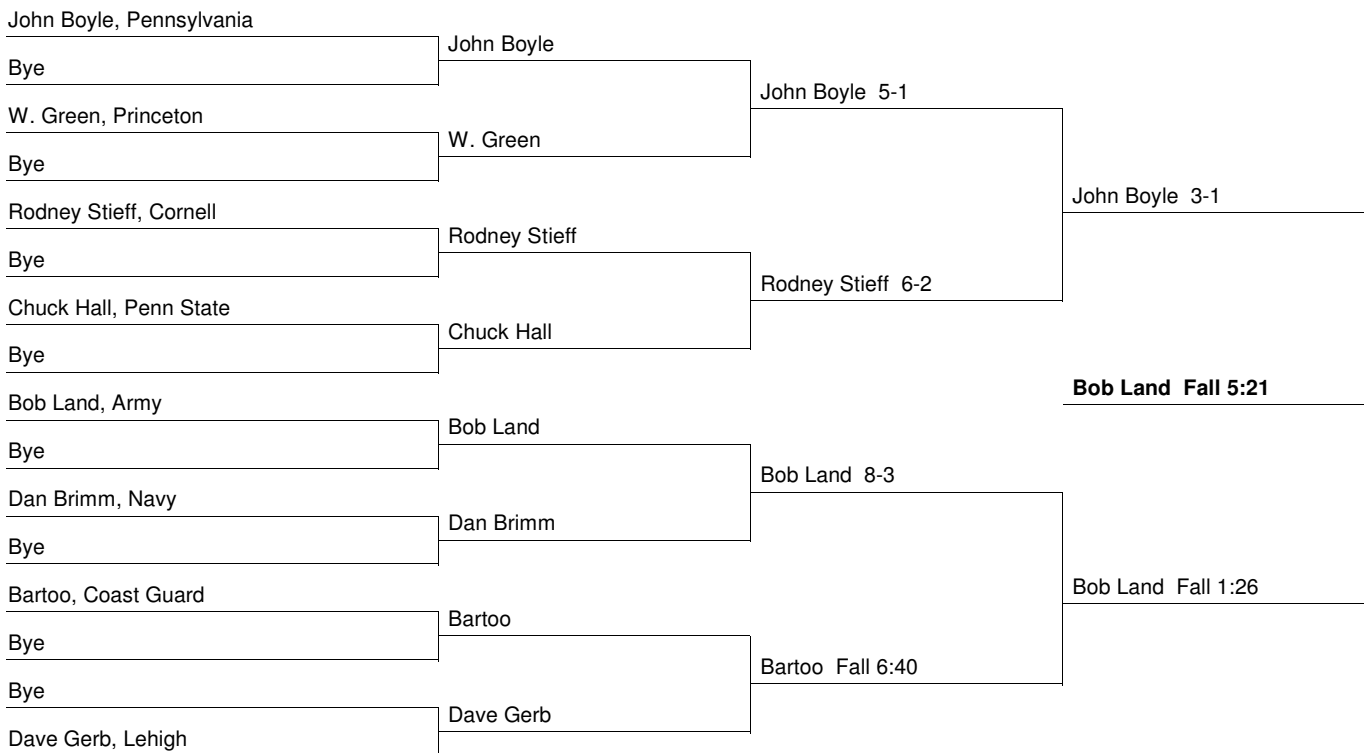 John Boyle, Pennsylvania
Bye
W. Green, Princeton
Bye
Rodney Stieff, Cornell
Bye
Chuck Hall, Penn State
Bye
Bob Land, Army
Bye
Dan Brimm, Navy
Bye
Bartoo, Coast Guard
Bye
Bye
Dave Gerb, Lehigh
John Boyle
W. Green
Rodney Stieff
Chuck Hall
Bob Land
Dan Brimm
Bartoo
Dave Gerb
John Boyle 5-1
Rodney Stieff 6-2
Bob Land 8-3
Bartoo Fall 6:40
John Boyle 3-1
Bob Land Fall 5:21
Bob Land Fall 1:26